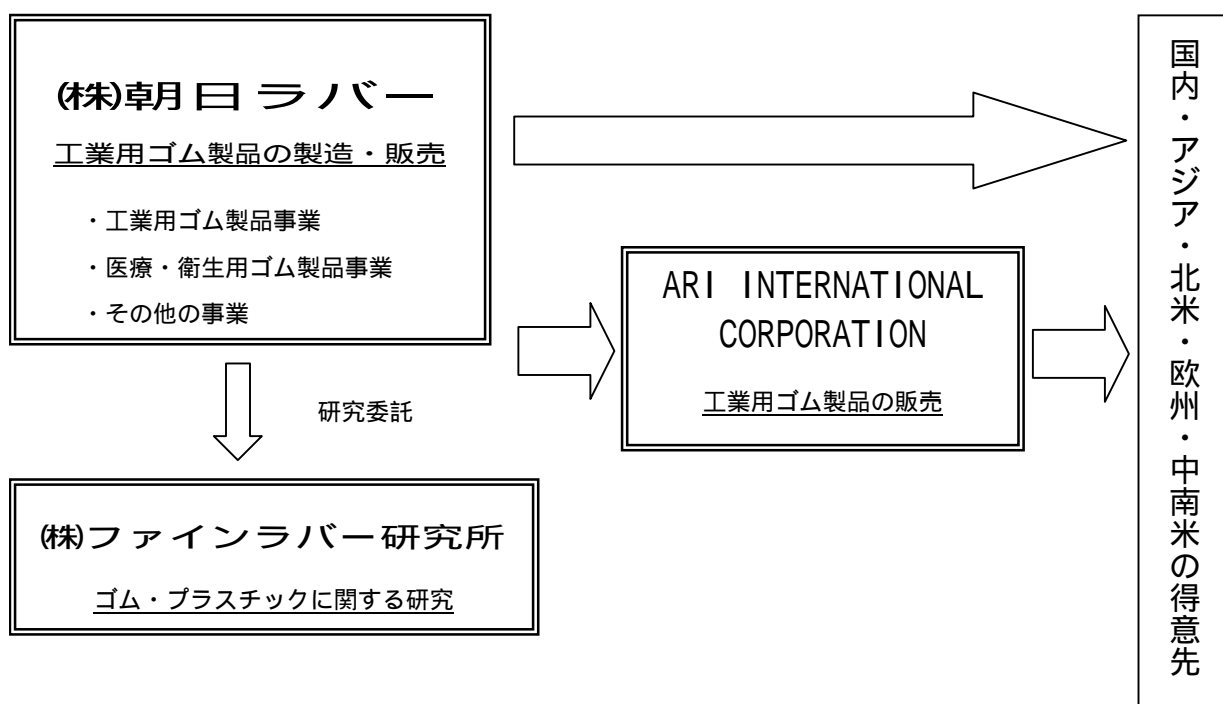 ㈱朝日ラバー
工業用ゴム製品の製造・販売
・工業用ゴム製品事業
・医療・衛生用ゴム製品事業
・その他の事業
研究委託
㈱ファインラバー研究所
ゴム・プラスチックに関する研究
ARI INTERNATIONAL
CORPORATION
工業用ゴム製品の販売
国内・アジア・北米・欧州・中南米の得意先